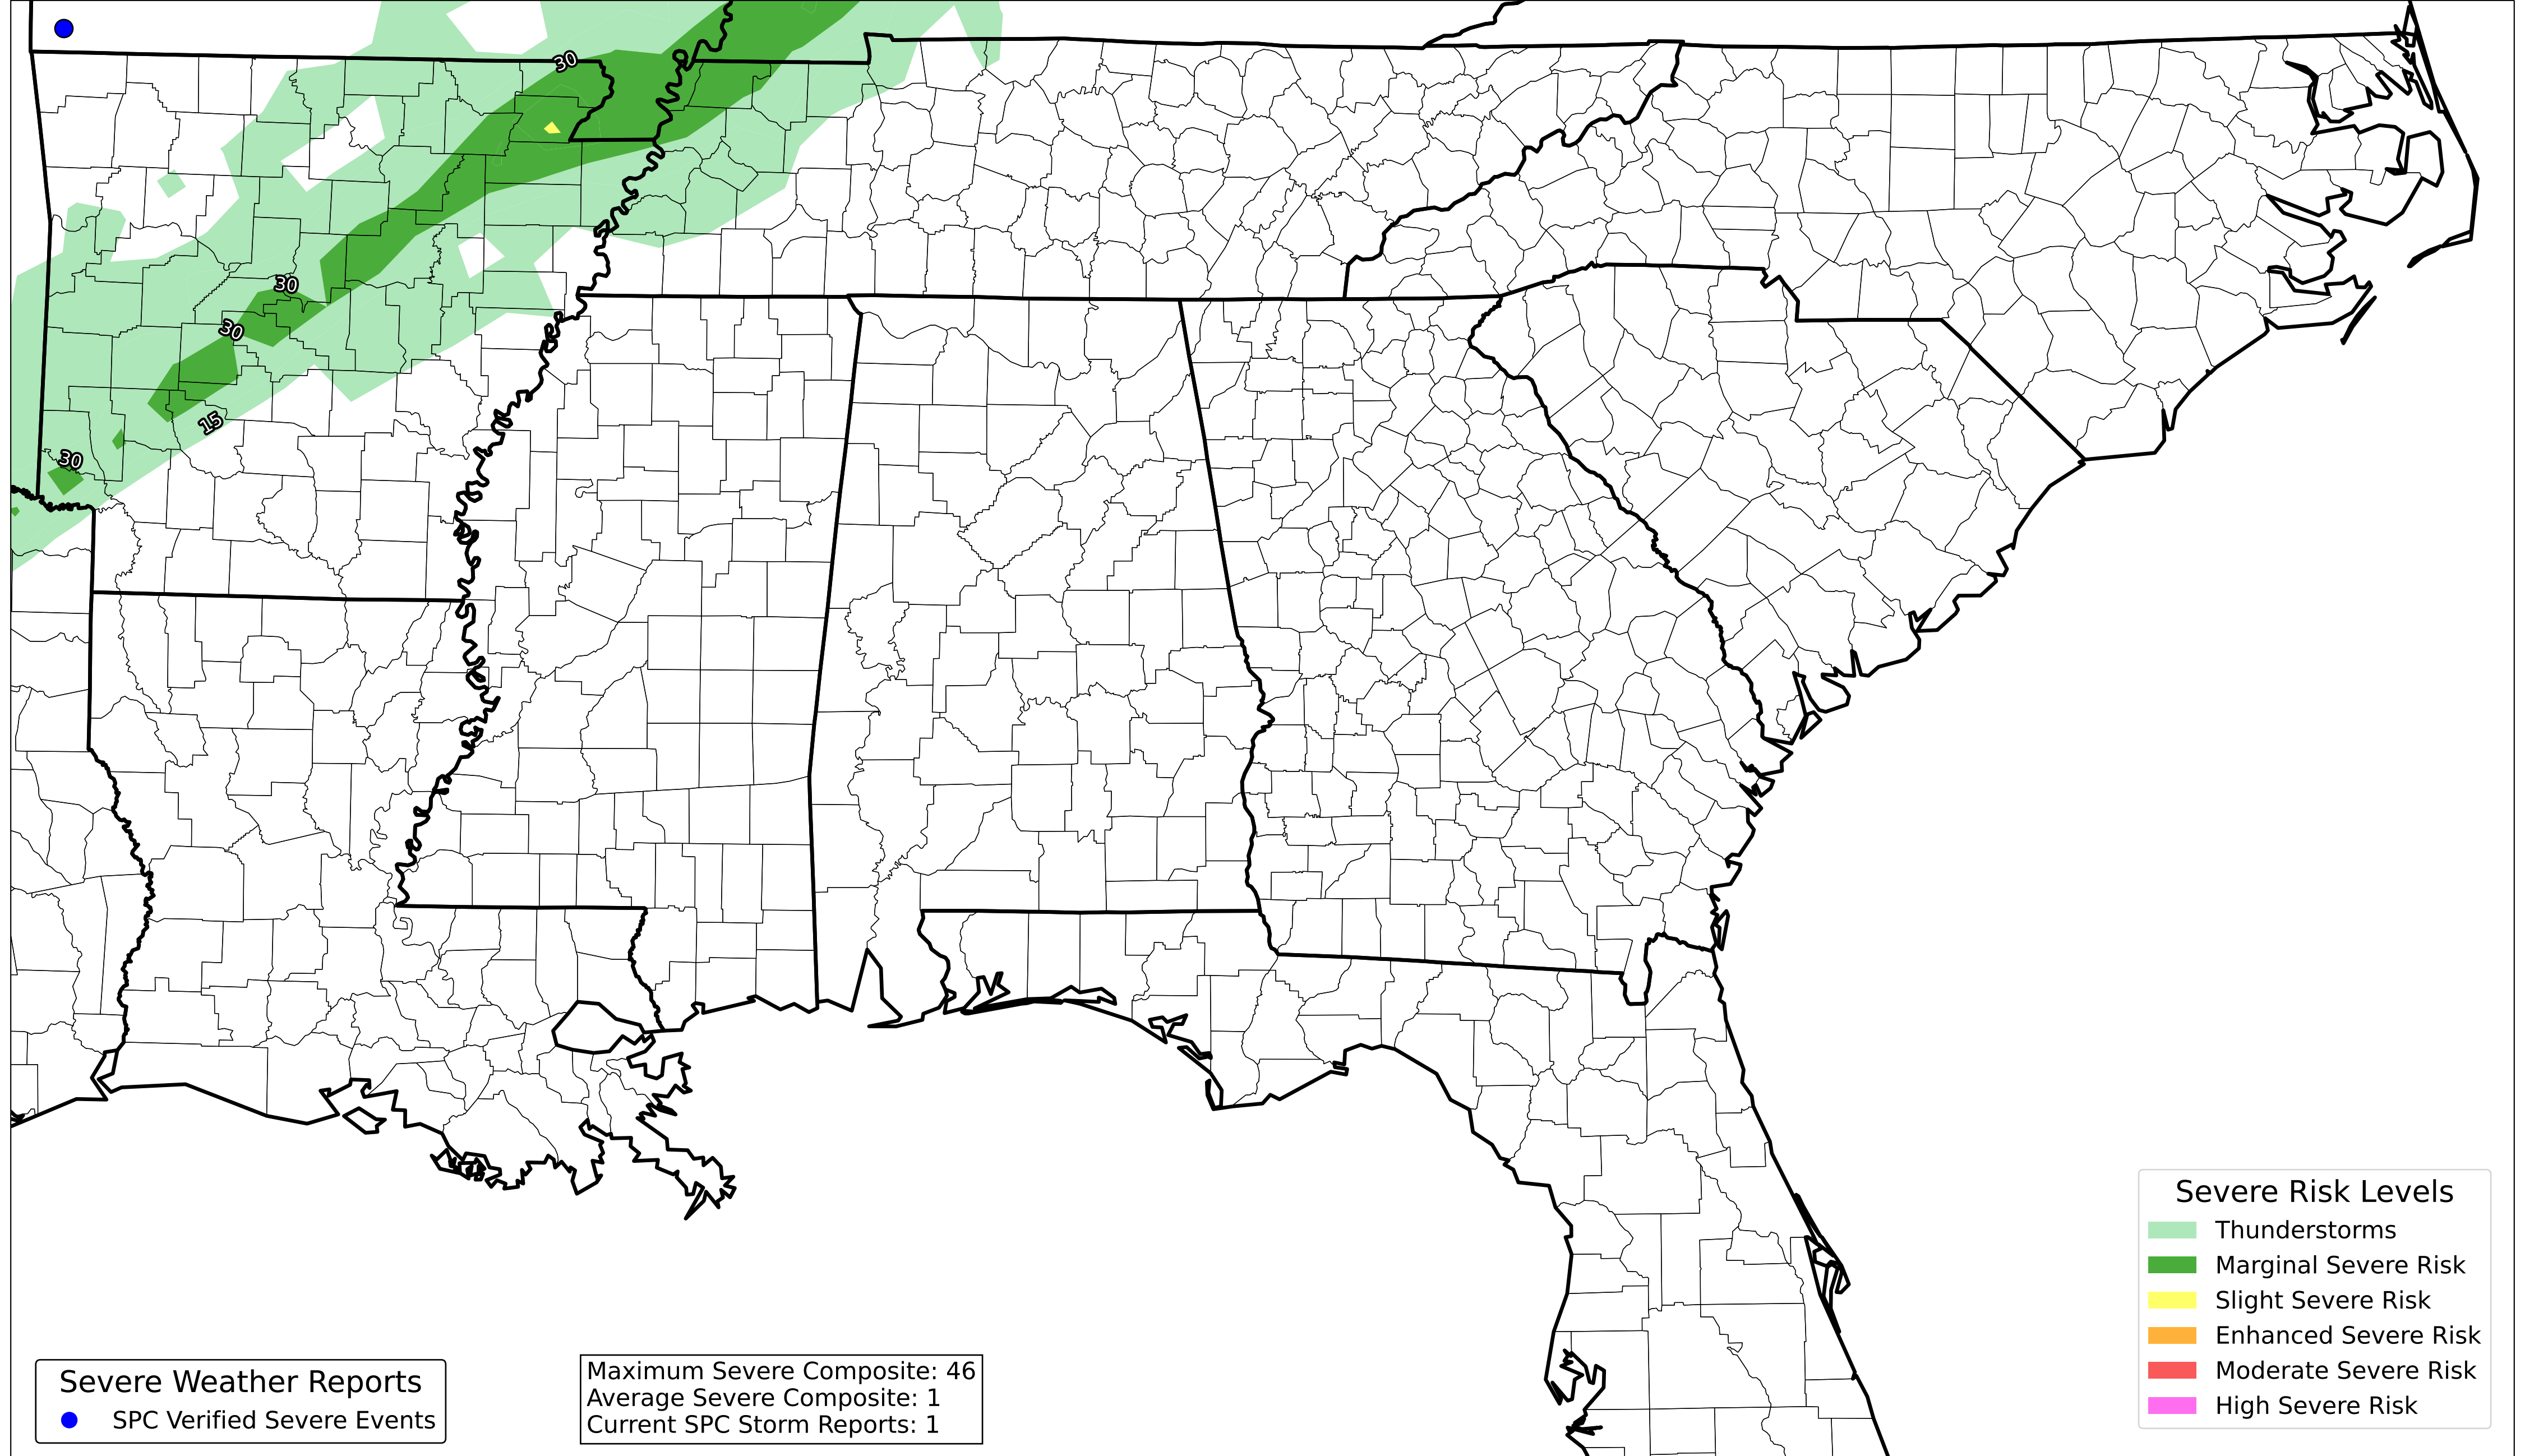 30
30
30
15
30
Severe Risk Levels
Thunderstorms
Marginal Severe Risk
Slight Severe Risk
Enhanced Severe Risk
Moderate Severe Risk
High Severe Risk
Severe Weather Reports
SPC Verified Severe Events
Maximum Severe Composite: 46
Average Severe Composite: 1
Current SPC Storm Reports: 1